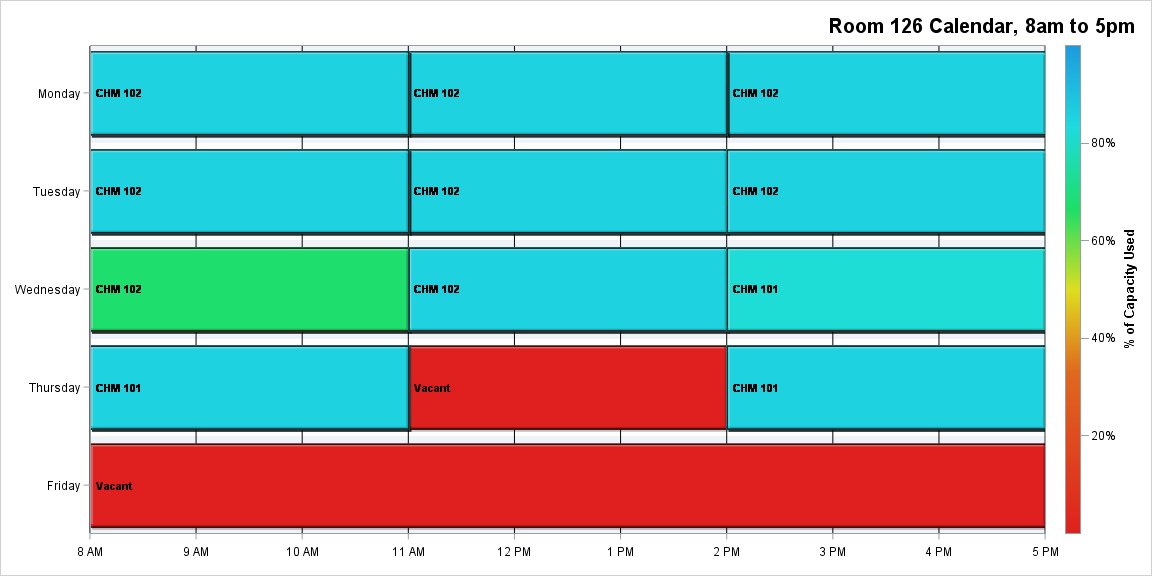 Room 126 Calendar, 8am to 5pm
Monday
CHM 102
CHM 102
CHM 102
Tuesday
CHM 102
CHM 102
CHM 102
Wednesday
CHM 102
CHM 102
CHM 101
Thursday
CHM 101
Vacant
CHM 101
Friday
Vacant
8 AM
9 AM
10 AM
11 AM
12 PM
1 PM
2 PM
3 PM
4 PM
5 PM
80%
60%
40%
20%
% of Capacity Used